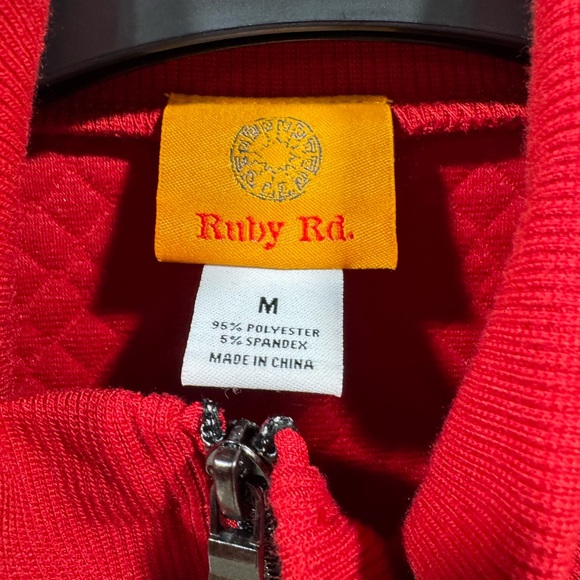 Ruby Rd.
M
95% POLYESTER
5% SPANDEX
MADE IN CHINA